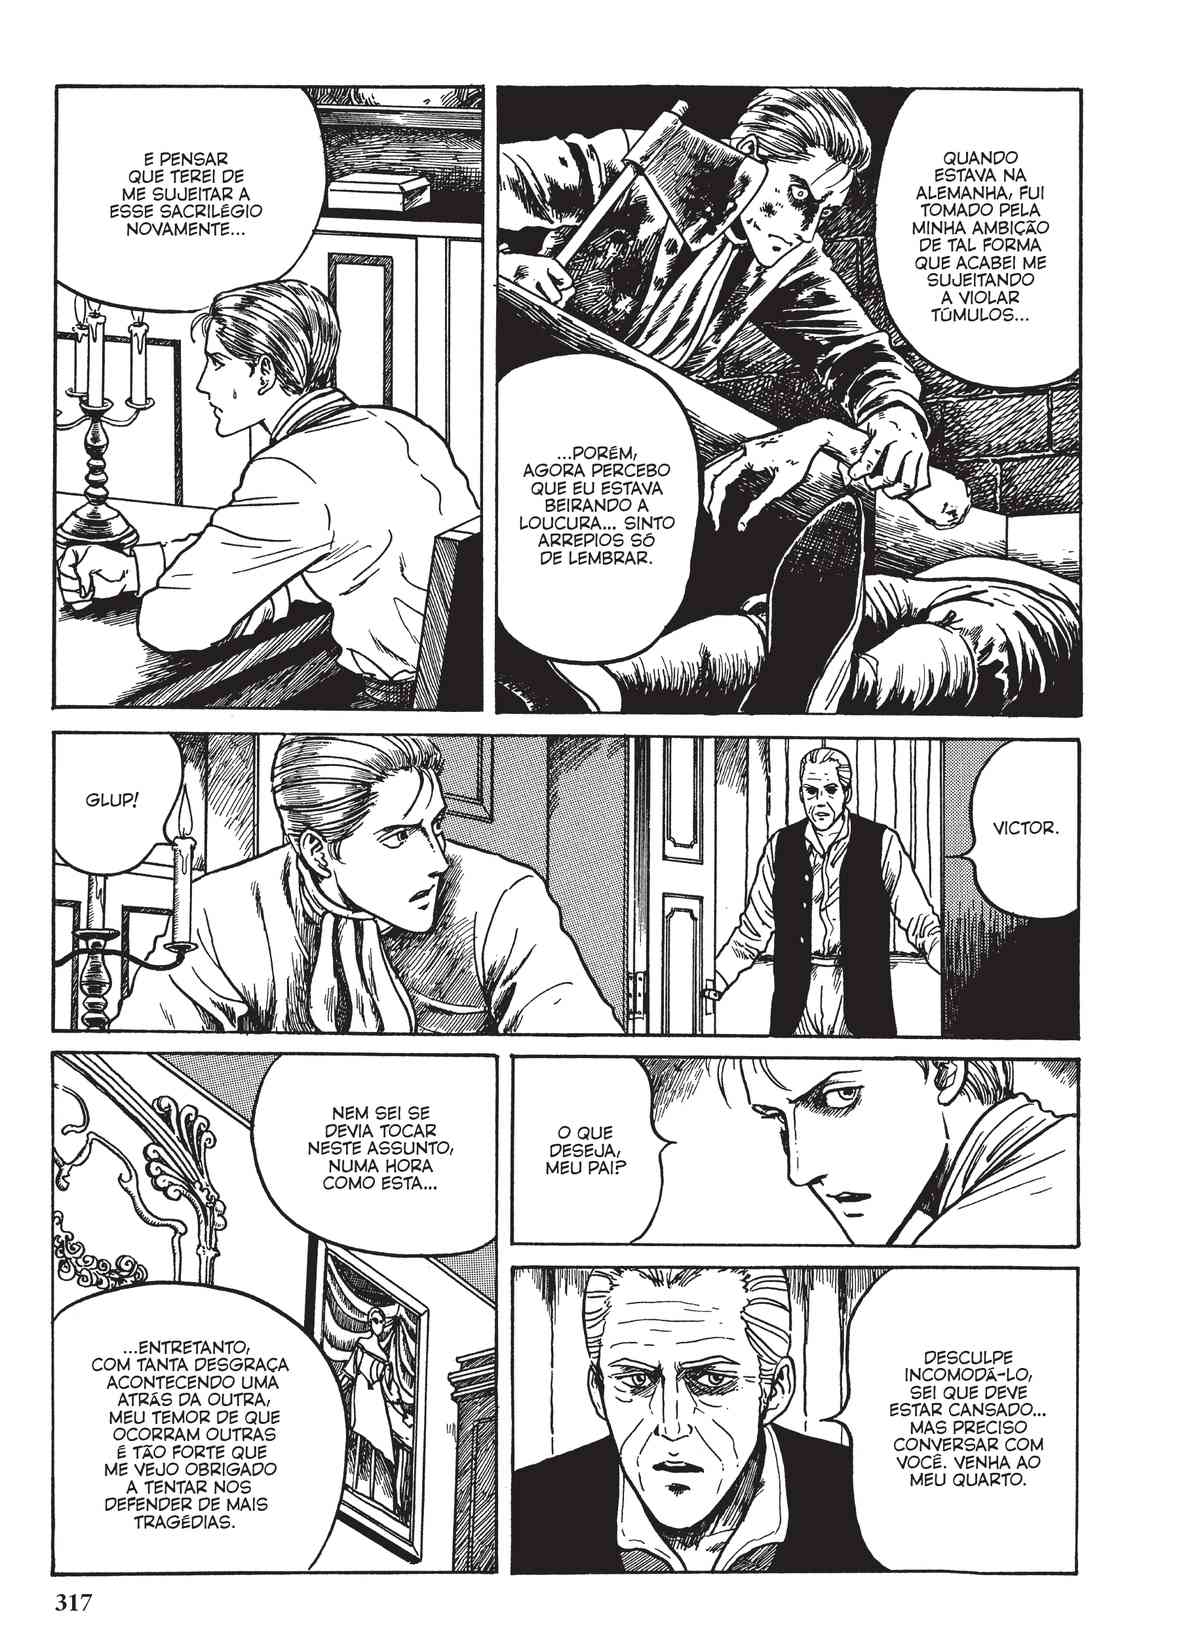 QUANDO
ESTAVA NA
ALEMANHA, FUI
TOMADO PELA
MINHA AMBIÇÃO
DE TAL FORMA
QUE ACABEI ME
SUJEITANDO
A VIOLAR
TÚMULOS...
...PORÉM,
AGORA PERCEBO
QUE EU ESTAVA
BEIRANDO A
LOUCURA... SINTO
ARREPIOS SÓ
DE LEMBRAR.
E PENSAR
QUE TEREI DE
ME SUJEITAR A
ESSE SACRILÉGIO
NOVAMENTE...
VICTOR.
GLUP!
O QUE
DESEJA,
MEU PAI?
DESCULPE
INCOMODÁ-LO,
SEI QUE DEVE
ESTAR CANSADO...
MAS PRECISO
CONVERSAR COM
VOCÊ. VENHA AO
MEU QUARTO.
NEM SEI SE
DEVIA TOCAR
NESTE ASSUNTO,
NUMA HORA
COMO ESTA...
...ENTRETANTO,
COM TANTA DESGRAÇA
ACONTECENDO UMA
ATRÁS DA OUTRA,
MEU TEMOR DE QUE
OCORRAM OUTRAS
É TÃO FORTE QUE
ME VEJO OBRIGADO
A TENTAR NOS
DEFENDER DE MAIS
TRAGÉDIAS.
317